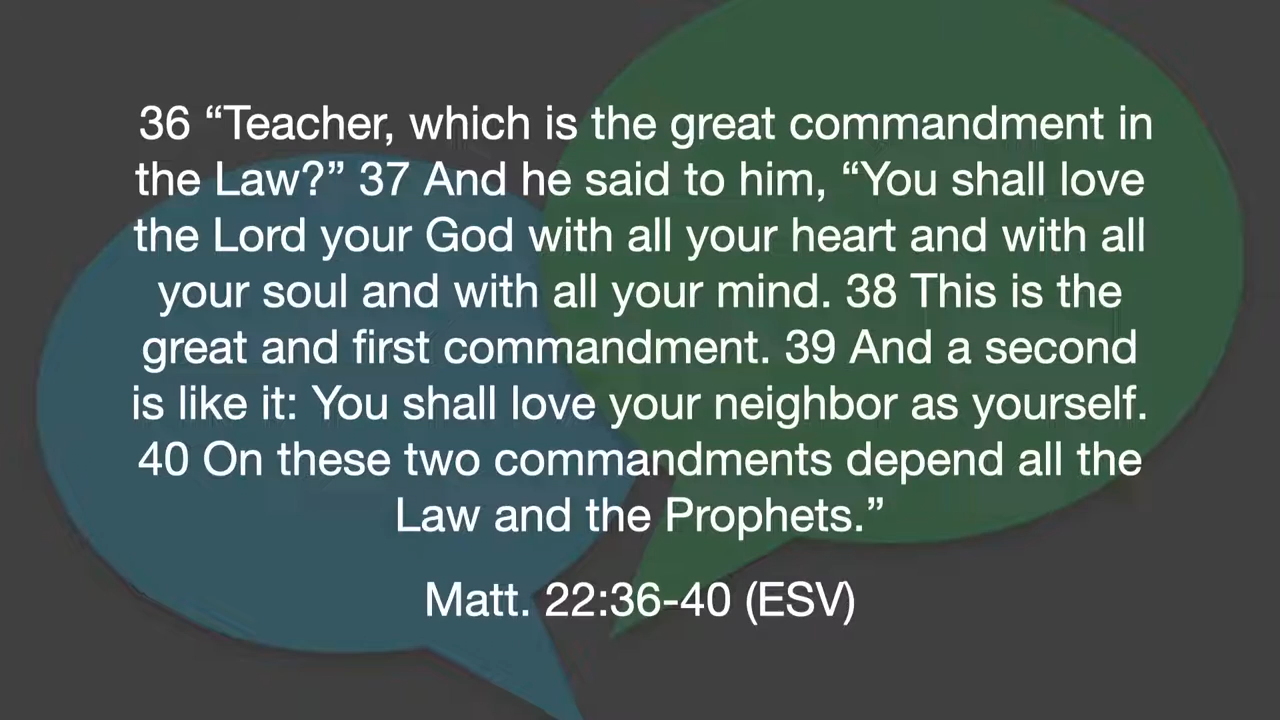 36 “Teacher, which is the great commandment in
the Law?” 37 And he said to him, “You shall love
the Lord your God with all your heart and with all
your soul and with all your mind. 38 This is the
great and first commandment. 39 And a second
is like it: You shall love your neighbor as yourself.
40 On these two commandments depend all the
Law and the Prophets.”
Matt. 22:36-40 (ESV)